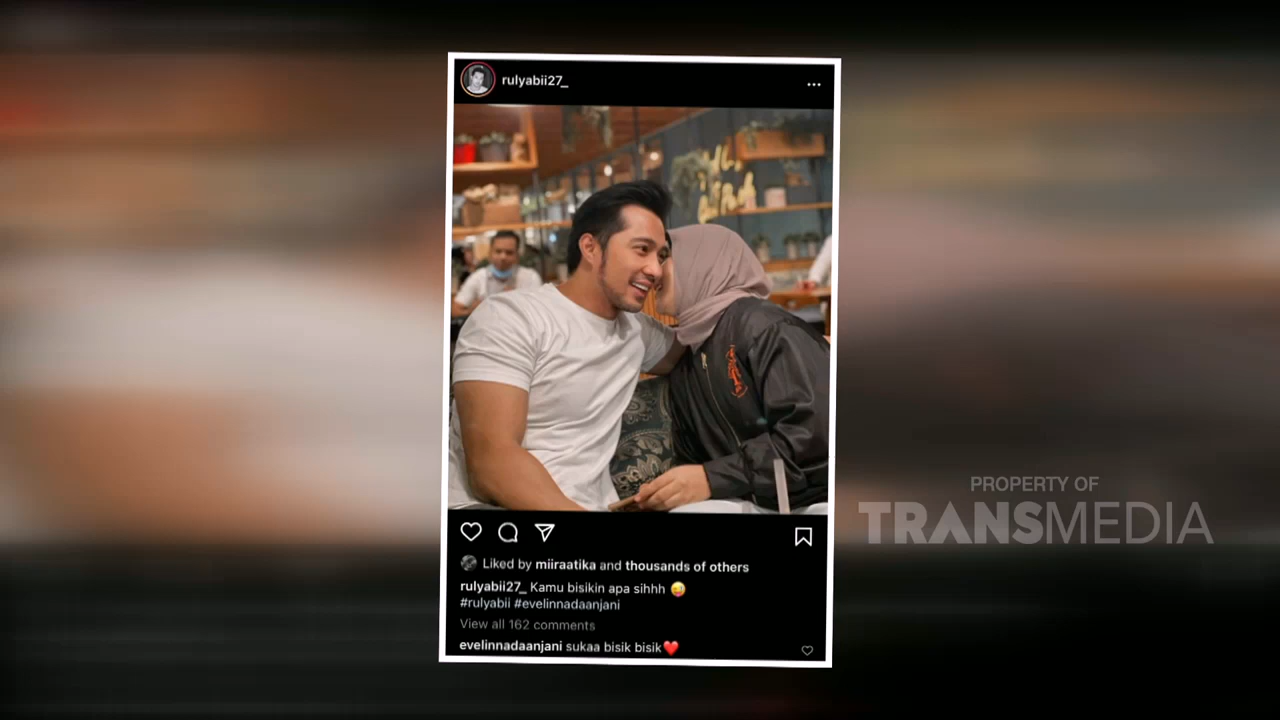 rulyabii27_
Liked by miiraatika and thousands of others
rulyabii27_ Kamu bisikin apa sihhh 😜
#rulyabii #evelinnadaanjani
View all 162 comments
evelinnadaanjani sukaa bisik bisik❤️
PROPERTY OF
TRANSMEDIA